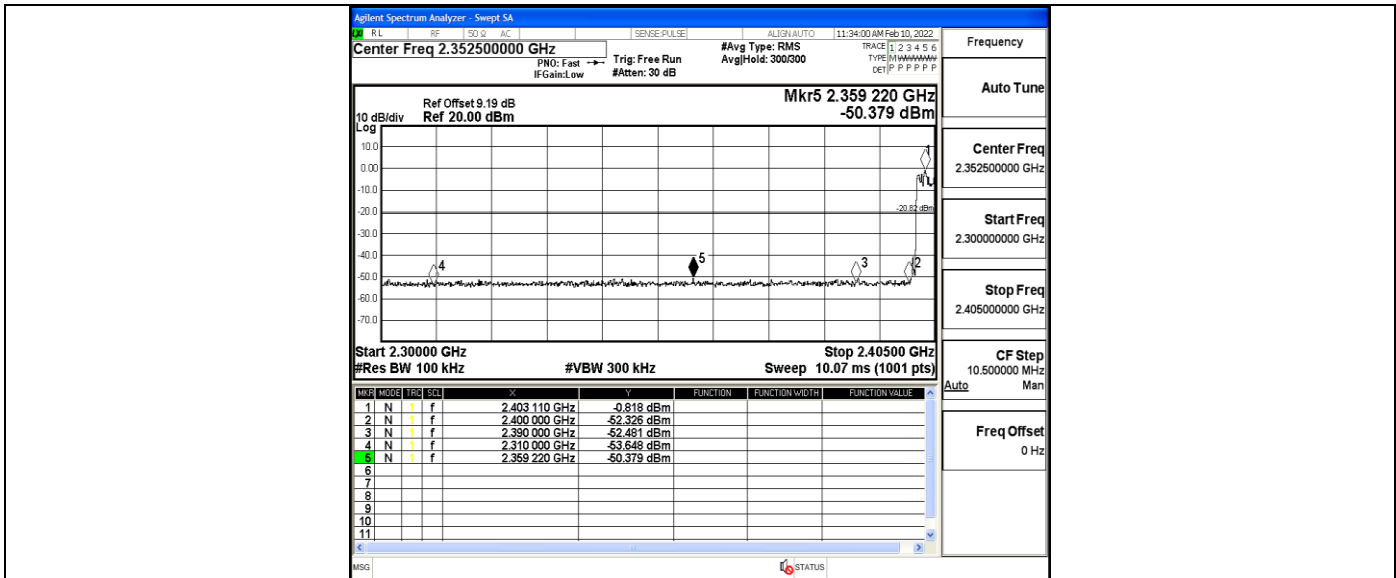 Agilent Spectrum Analyzer - Swept SA
RL RF 50 Ω AC SENSE:PULSE ALIGN AUTO 11:34:00 AM Feb 10, 2022
Center Freq 2.352500000 GHz
PNO: Fast
IFGain:Low
Trig: Free Run
#Atten: 30 dB
#Avg Type: RMS
Avg|Hold: 300/300
TRACE 1 2 3 4 5 6
TYPE M
DET P P P P P P
Mkr5 2.359 220 GHz
-50.379 dBm
Ref Offset 9.19 dB
10 dB/div Ref 20.00 dBm
Log
10.0
0.00
-10.0
-20.0
-30.0
-40.0
-50.0
-60.0
-70.0
1
-20.82 dBm
4
5
3
2
Start 2.30000 GHz Stop 2.40500 GHz
#Res BW 100 kHz #VBW 300 kHz Sweep 10.07 ms (1001 pts)
MKR MODE TRC SCL X Y FUNCTION FUNCTION WIDTH FUNCTION VALUE
1 N 1 f 2.403 110 GHz -0.818 dBm
2 N 1 f 2.400 000 GHz -52.326 dBm
3 N 1 f 2.390 000 GHz -52.481 dBm
4 N 1 f 2.310 000 GHz -53.648 dBm
5 N 1 f 2.359 220 GHz -50.379 dBm
6
7
8
9
10
11
MSG STATUS
Frequency
Auto Tune
Center Freq
2.352500000 GHz
Start Freq
2.300000000 GHz
Stop Freq
2.405000000 GHz
CF Step
10.500000 MHz
Auto Man
Freq Offset
0 Hz